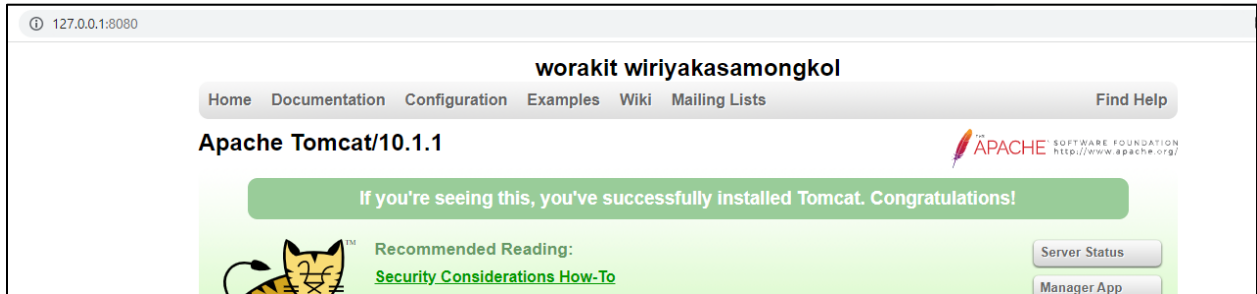 127.0.0.1:8080
worakit wiriyakasamongkol
Home Documentation Configuration Examples Wiki Mailing Lists Find Help
Apache Tomcat/10.1.1
THE APACHE® SOFTWARE FOUNDATION
http://www.apache.org/
If you're seeing this, you've successfully installed Tomcat. Congratulations!
TM
Recommended Reading:
Security Considerations How-To
Server Status
Manager App